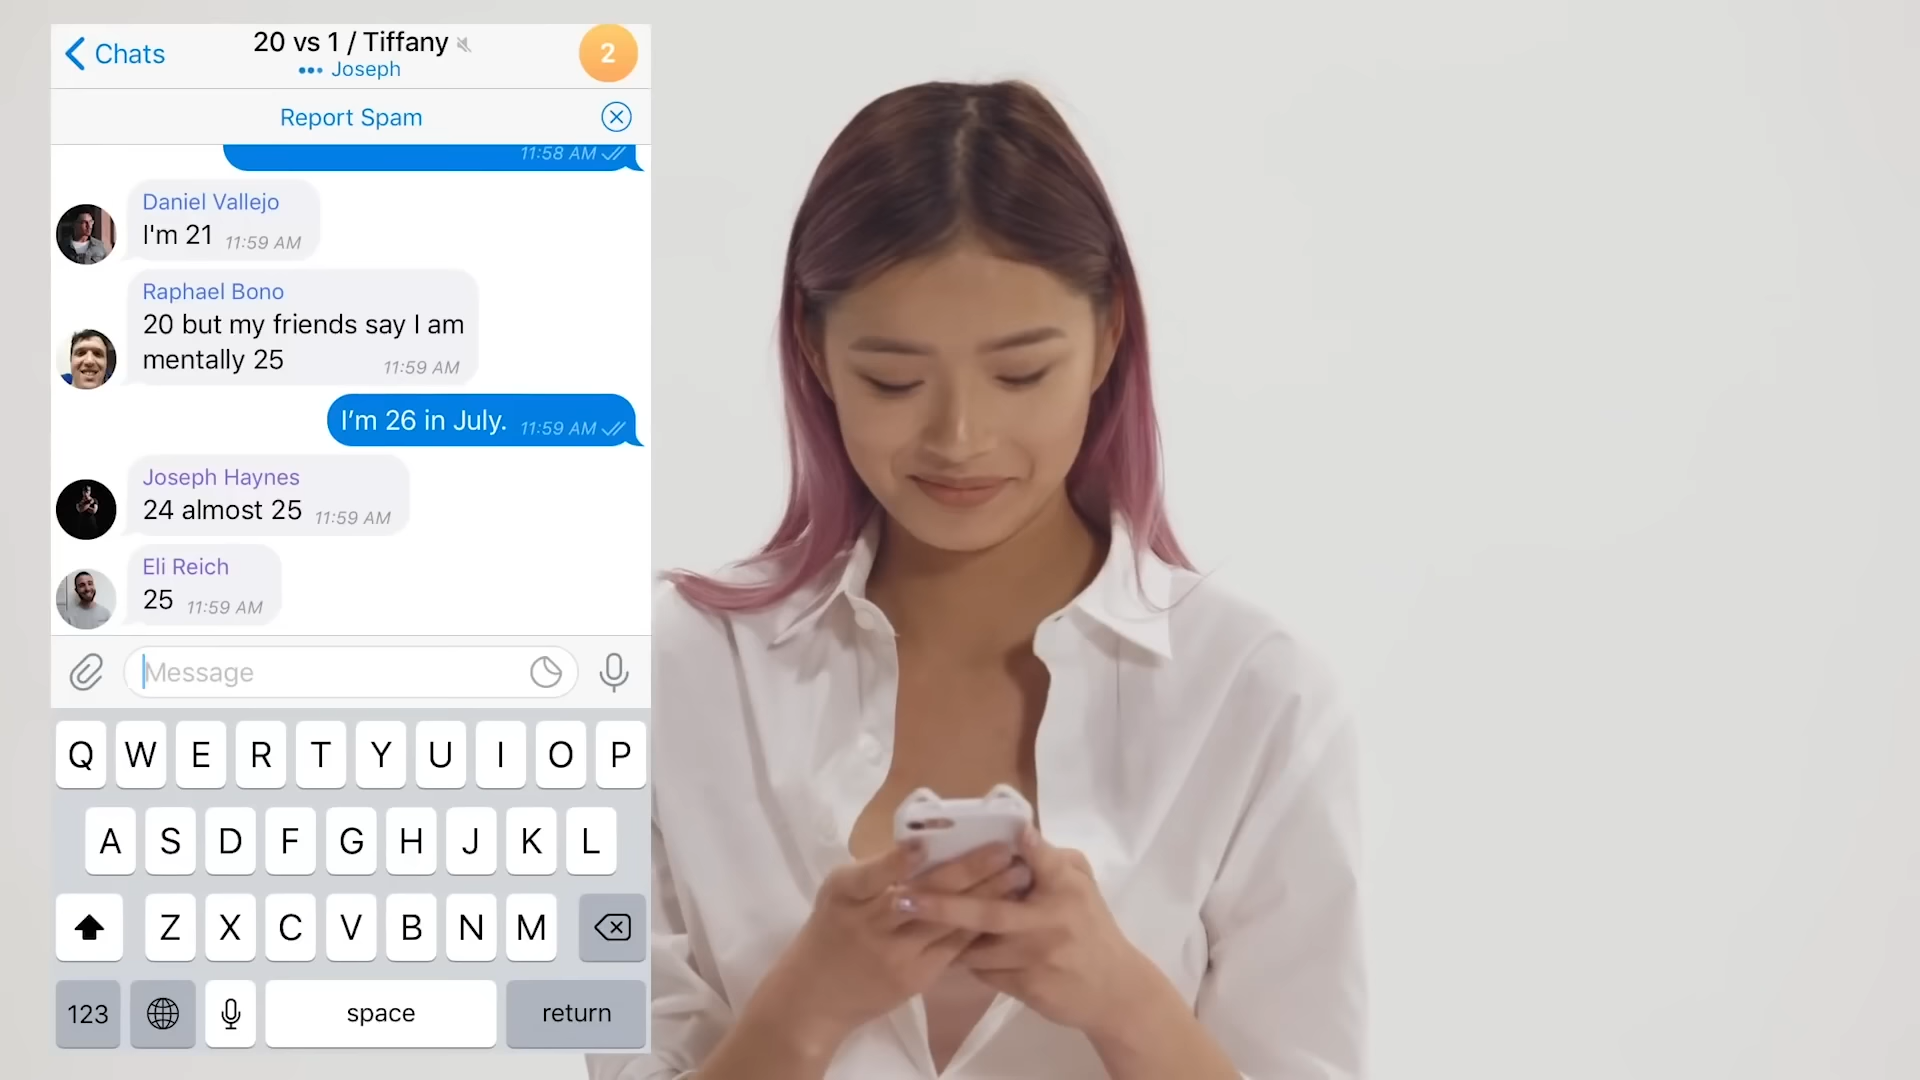 Chats
20 vs 1 / Tiffany
2
••• Joseph
Report Spam
11:58 AM
Daniel Vallejo
I'm 21 11:59 AM
Raphael Bono
20 but my friends say I am
mentally 25 11:59 AM
I'm 26 in July. 11:59 AM
Joseph Haynes
24 almost 25 11:59 AM
Eli Reich
25 11:59 AM
Message
Q W E R T Y U I O P
A S D F G H J K L
Z X C V B N M
123 space return